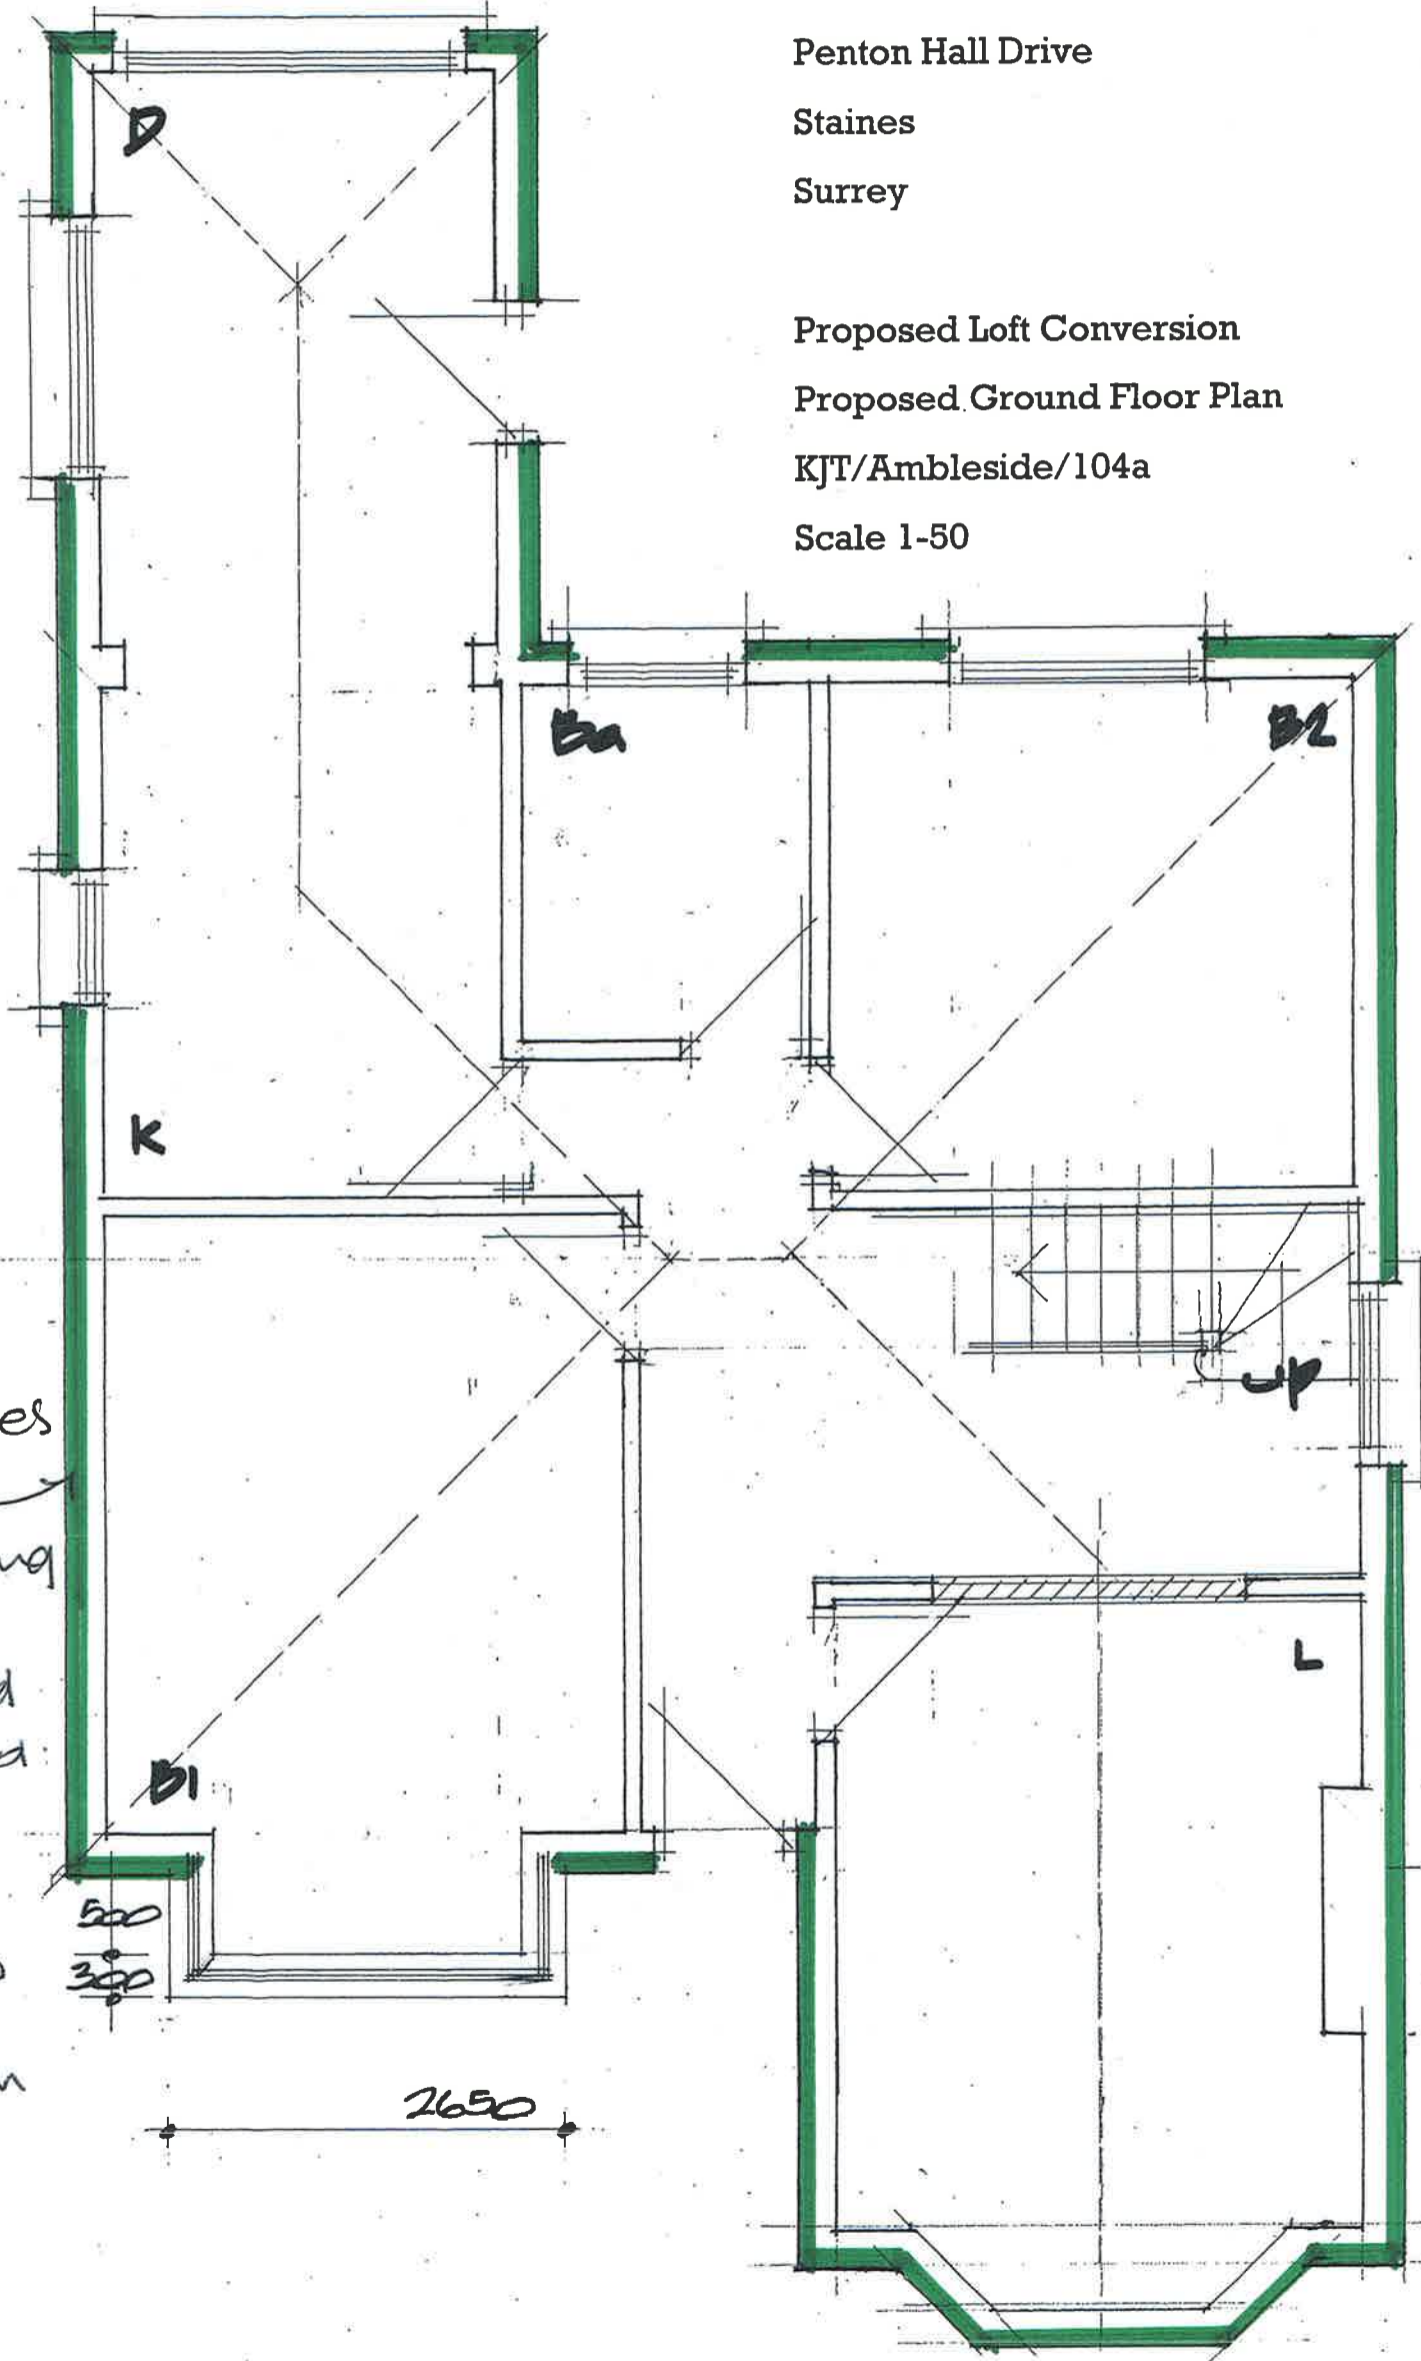 Penton Hall Drive
Staines
Surrey
Proposed Loft Conversion
Proposed Ground Floor Plan
KJT/Ambleside/104a
Scale 1-50
D
Ba
B2
K
up
L
B1
500
300
2650